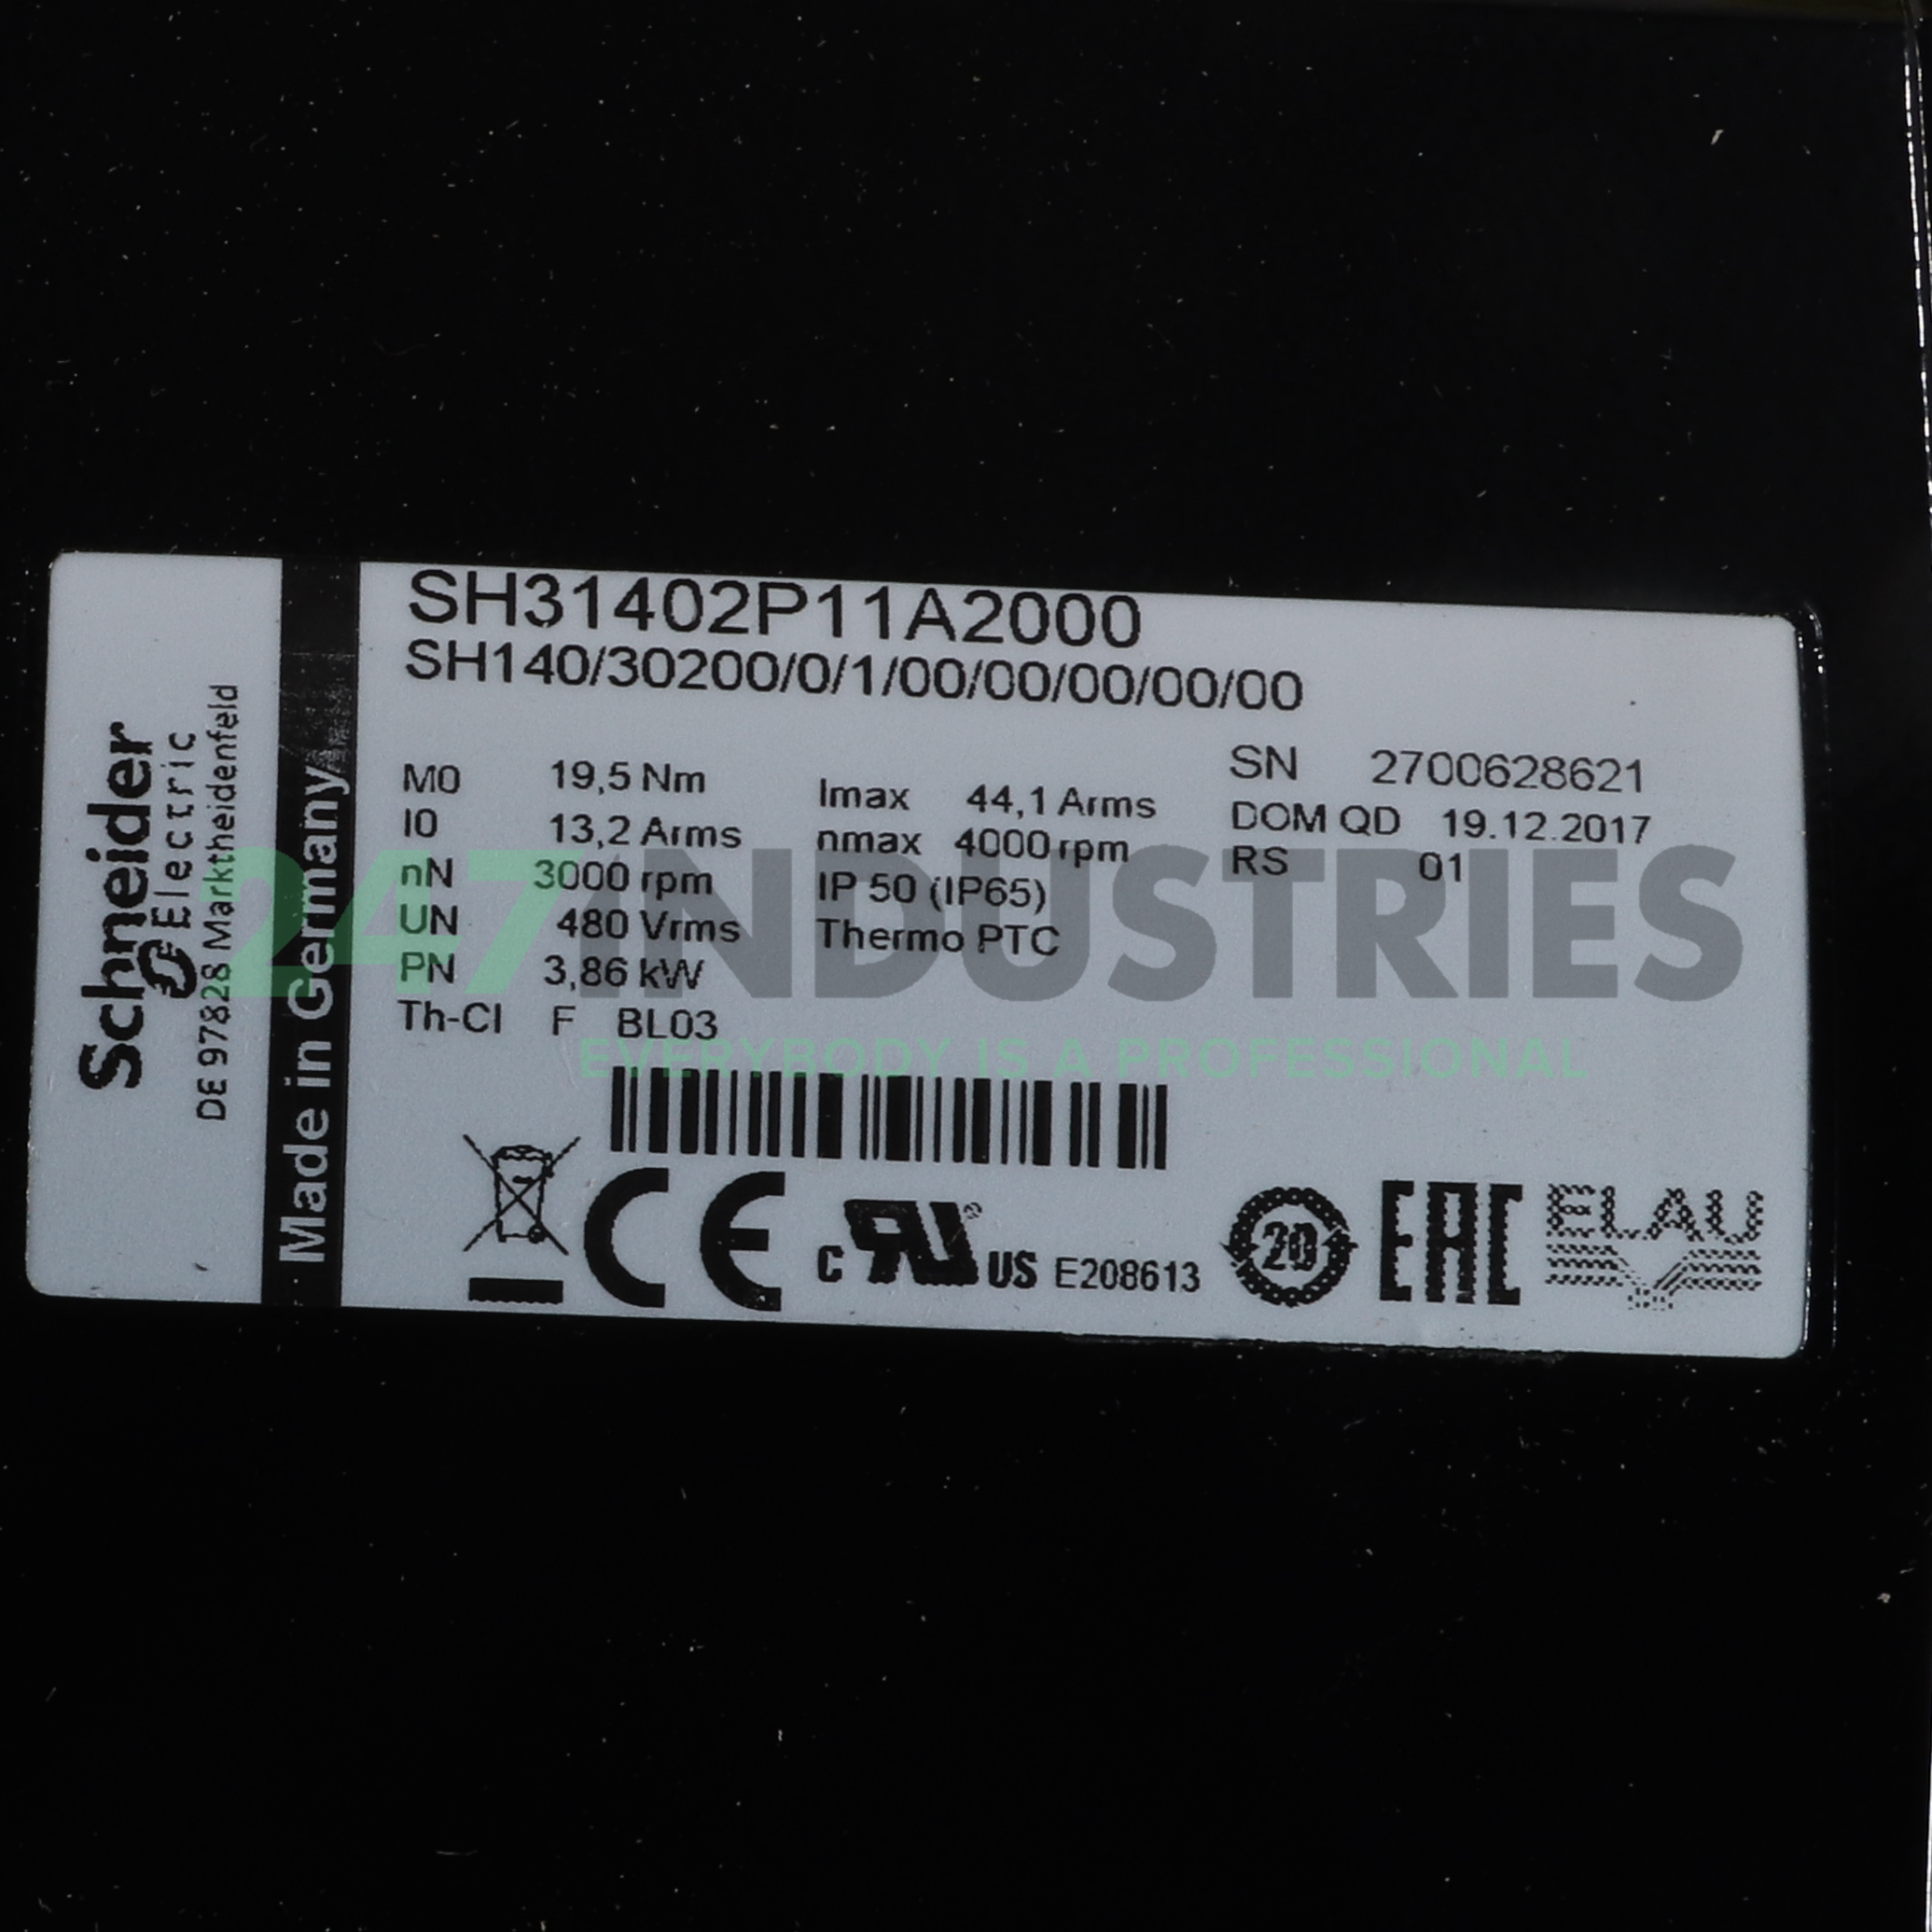 SH31402P11A2000
SH140/30200/0/1/00/00/00/00/00
M0 19,5 Nm
I0 13,2 Arms
nN 3000 rpm
UN 480 Vrms
PN 3,86 kW
Th-Cl F BL03
Imax 44,1 Arms
nmax 4000 rpm
IP 50 (IP65)
Thermo PTC
SN 2700628621
DOM QD 19.12.2017
RS 01
Schneider
Electric
DE 97828 Marktheidenfeld
Made in Germany
CE
c RU ® US E208613
20
EAC
ELAU
247 INDUSTRIES
EVERYBODY IS A PROFESSIONAL